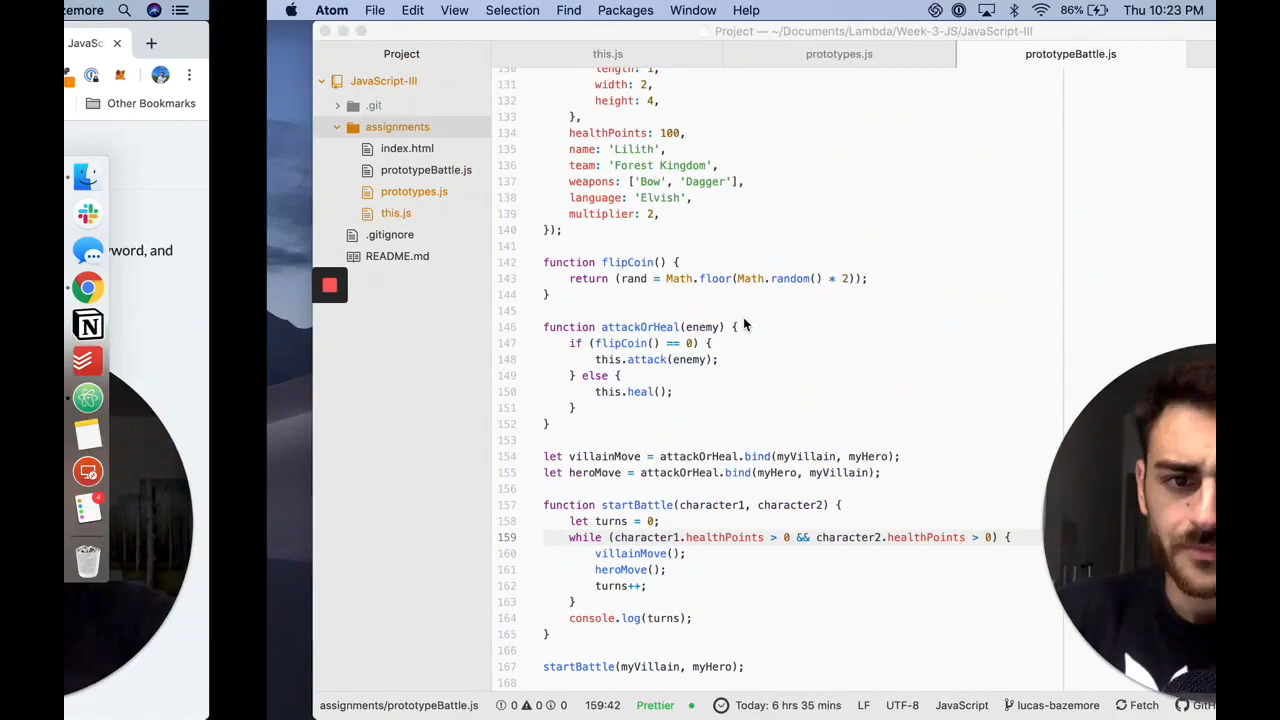 zemore
Atom File Edit View Selection Find Packages Window Help 86% Thu 10:23 PM
Project — ~/Documents/Lambda/Week-3-JS/JavaScript-III
JavaSc
Other Bookmarks
yword, and
4
Project
JavaScript-III
.git
assignments
index.html
prototypeBattle.js
prototypes.js
this.js
.gitignore
README.md
this.js prototypes.js prototypeBattle.js
130 length: 1,
131 width: 2,
132 height: 4,
133 },
134 healthPoints: 100,
135 name: 'Lilith',
136 team: 'Forest Kingdom',
137 weapons: ['Bow', 'Dagger'],
138 language: 'Elvish',
139 multiplier: 2,
140 });
141
142 function flipCoin() {
143 return (rand = Math.floor(Math.random() * 2));
144 }
145
146 function attackOrHeal(enemy) {
147 if (flipCoin() == 0) {
148 this.attack(enemy);
149 } else {
150 this.heal();
151 }
152 }
153
154 let villainMove = attackOrHeal.bind(myVillain, myHero);
155 let heroMove = attackOrHeal.bind(myHero, myVillain);
156
157 function startBattle(character1, character2) {
158 let turns = 0;
159 while (character1.healthPoints > 0 && character2.healthPoints > 0) {
160 villainMove();
161 heroMove();
162 turns++;
163 }
164 console.log(turns);
165 }
166
167 startBattle(myVillain, myHero);
168
assignments/prototypeBattle.js 0 0 0 159:42 Prettier Today: 6 hrs 35 mins LF UTF-8 JavaScript lucas-bazemore Fetch GitH